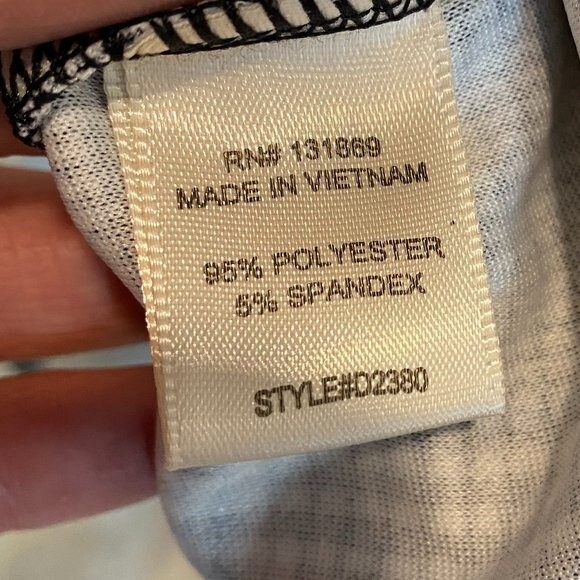 RN# 131869
MADE IN VIETNAM
95% POLYESTER
5% SPANDEX
STYLE#D2380